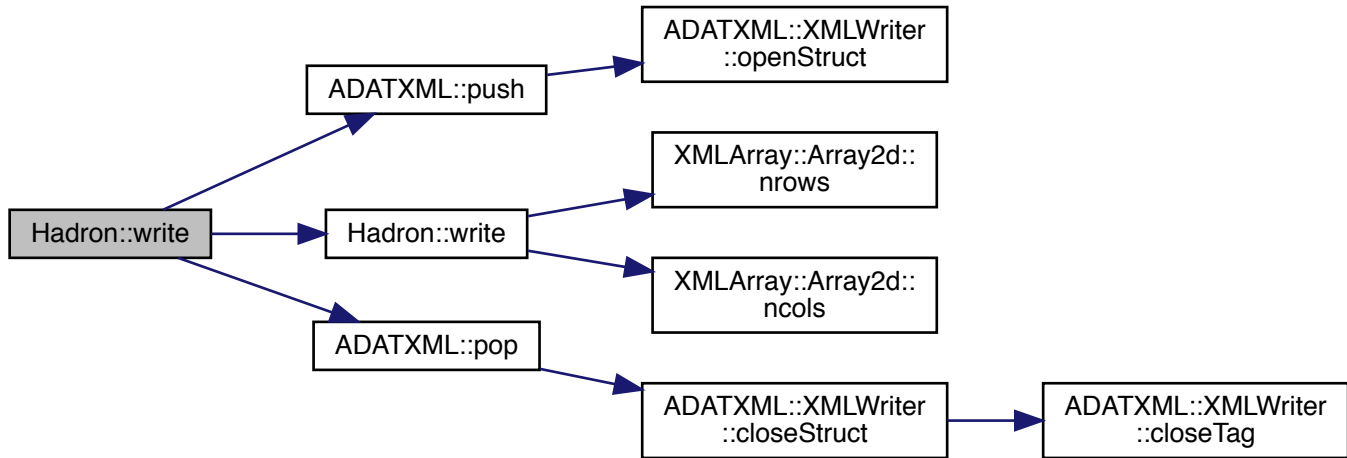 ADATXML::XMLWriter
::openStruct
ADATXML::push
XMLArray::Array2d::
nrows
Hadron::write
Hadron::write
XMLArray::Array2d::
ncols
ADATXML::pop
ADATXML::XMLWriter
::closeStruct
ADATXML::XMLWriter
::closeTag